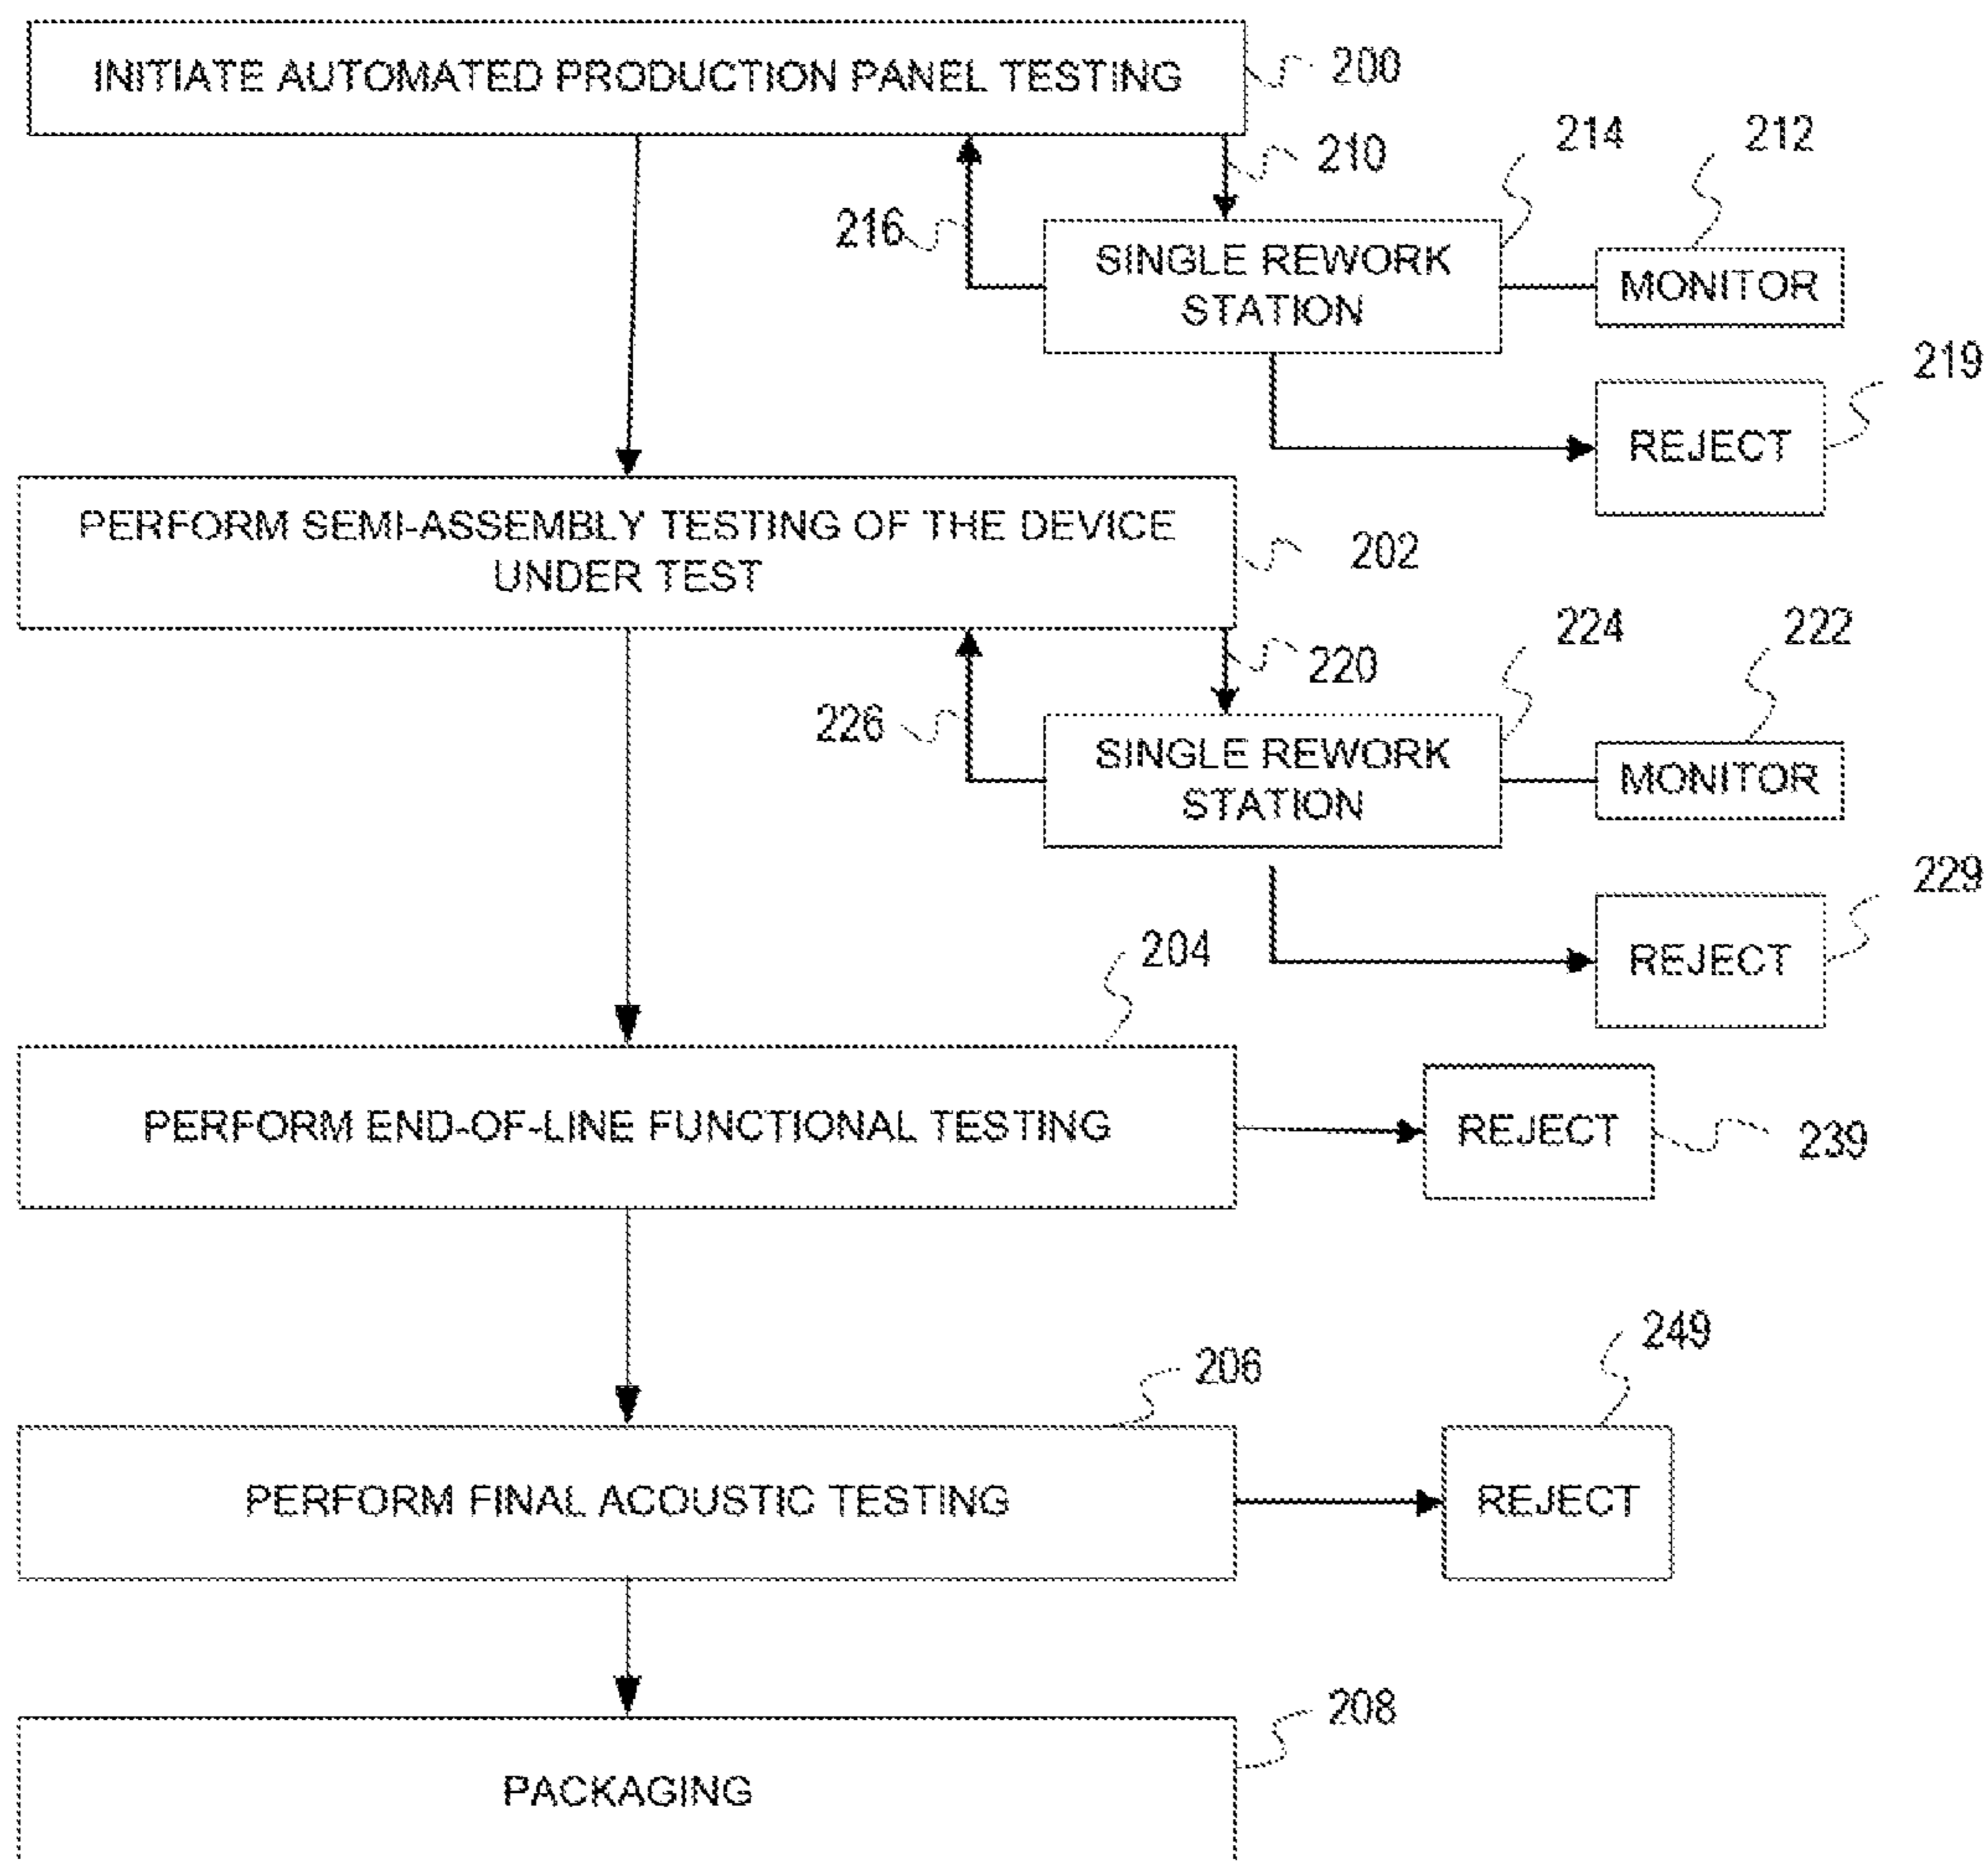 INITIATE AUTOMATED PRODUCTION PANEL TESTING
200
210
214
212
216
SINGLE REWORK
STATION
MONITOR
219
REJECT
PERFORM SEMI-ASSEMBLY TESTING OF THE DEVICE
UNDER TEST
202
224
222
220
226
SINGLE REWORK
STATION
MONITOR
229
REJECT
204
PERFORM END-OF-LINE FUNCTIONAL TESTING
REJECT
239
249
206
PERFORM FINAL ACOUSTIC TESTING
REJECT
208
PACKAGING